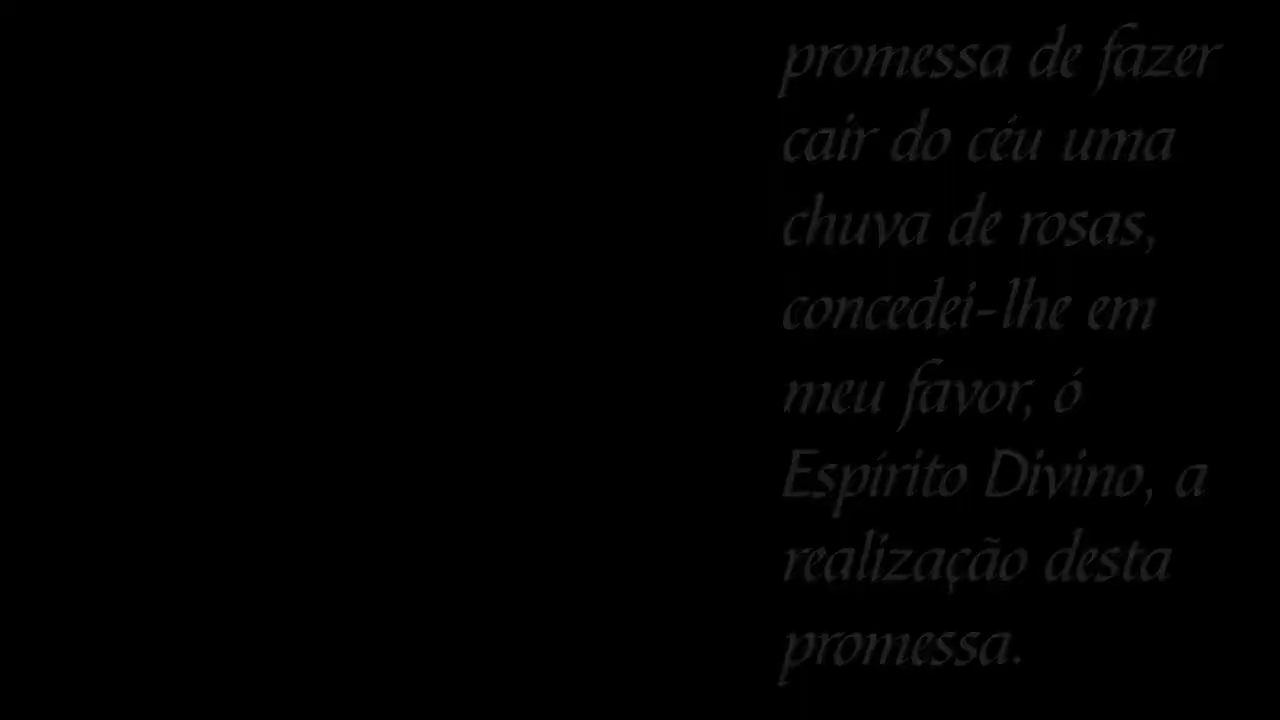 promessa de fazer
cair do céu uma
chuva de rosas,
concedei-lhe em
meu favor, ó
Espírito Divino, a
realização desta
promessa.